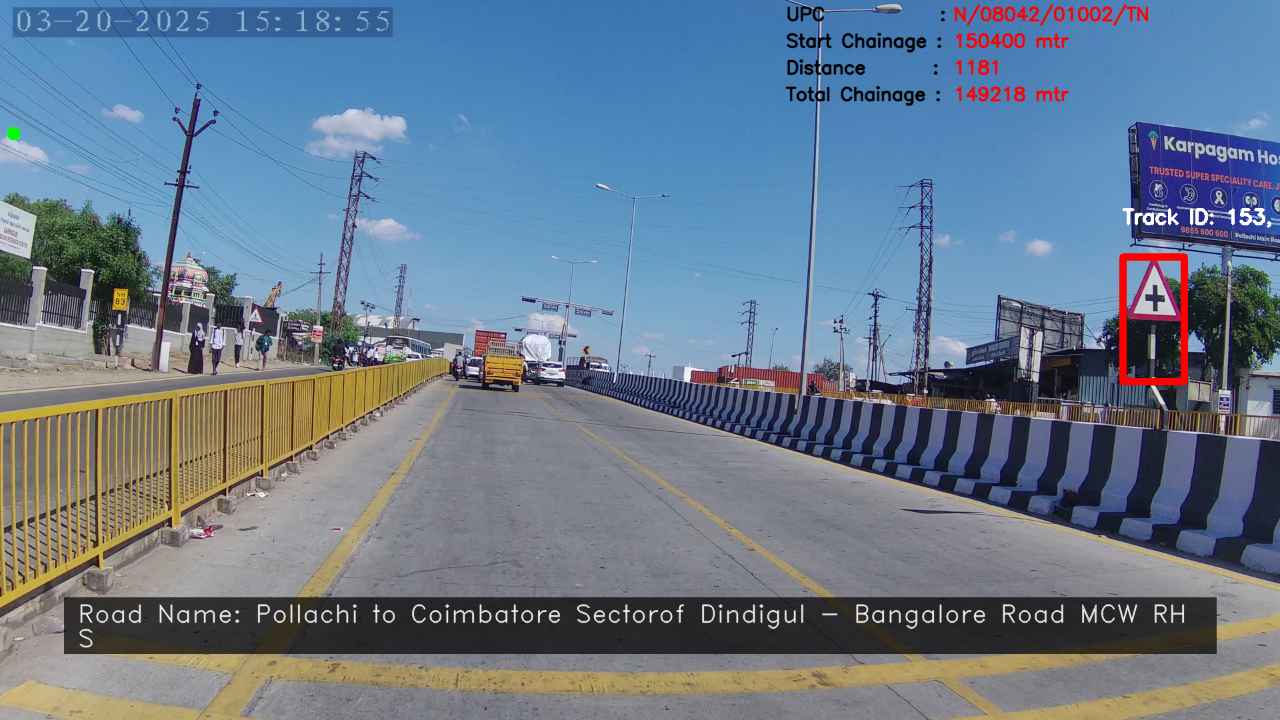 03-20-2025 15:18:55
UPC : N/08042/01002/TN
Start Chainage : 150400 mtr
Distance : 1181
Total Chainage : 149218 mtr
Karpagam Hos
TRUSTED SUPER SPECIALITY CARE.
Track ID: 153,
83
Road Name: Pollachi to Coimbatore Sectorof Dindigul - Bangalore Road MCW RH
S